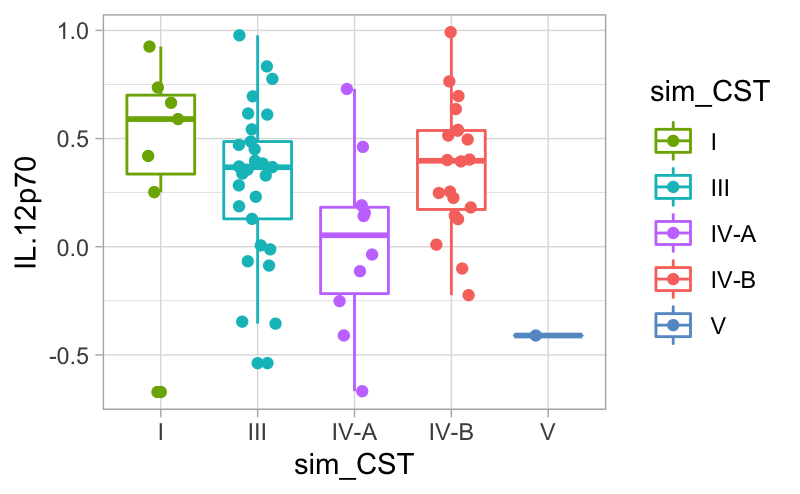 1.0
0.5
0.0
-0.5
IL.12p70
I III IV-A IV-B V
sim_CST
sim_CST
I
III
IV-A
IV-B
V